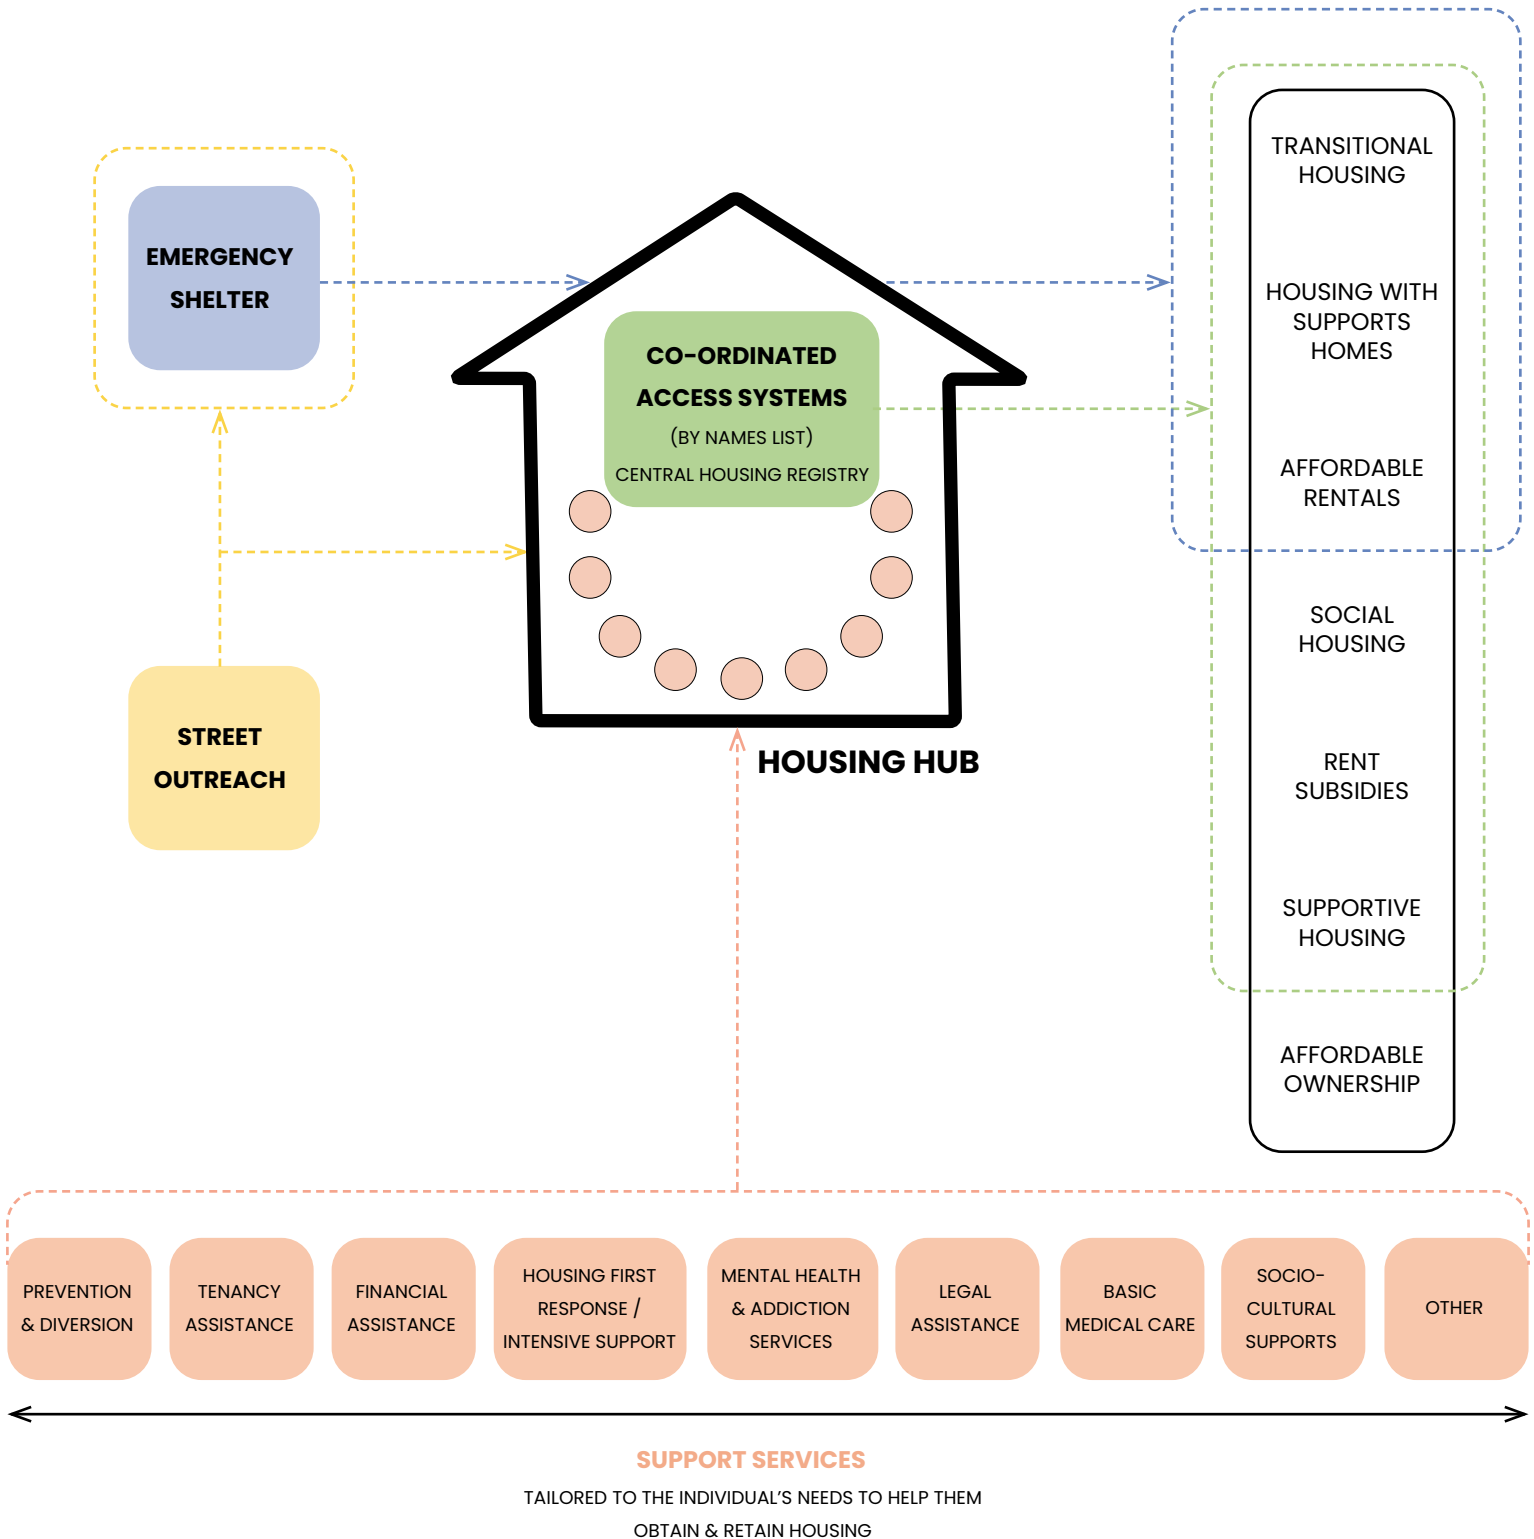 EMERGENCY
SHELTER
STREET
OUTREACH
CO-ORDINATED
ACCESS SYSTEMS
(BY NAMES LIST)
CENTRAL HOUSING REGISTRY
HOUSING HUB
TRANSITIONAL
HOUSING
HOUSING WITH
SUPPORTS
HOMES
AFFORDABLE
RENTALS
SOCIAL
HOUSING
RENT
SUBSIDIES
SUPPORTIVE
HOUSING
AFFORDABLE
OWNERSHIP
PREVENTION
& DIVERSION
TENANCY
ASSISTANCE
FINANCIAL
ASSISTANCE
HOUSING FIRST
RESPONSE /
INTENSIVE SUPPORT
MENTAL HEALTH
& ADDICTION
SERVICES
LEGAL
ASSISTANCE
BASIC
MEDICAL CARE
SOCIO-
CULTURAL
SUPPORTS
OTHER
SUPPORT SERVICES
TAILORED TO THE INDIVIDUAL'S NEEDS TO HELP THEM
OBTAIN & RETAIN HOUSING